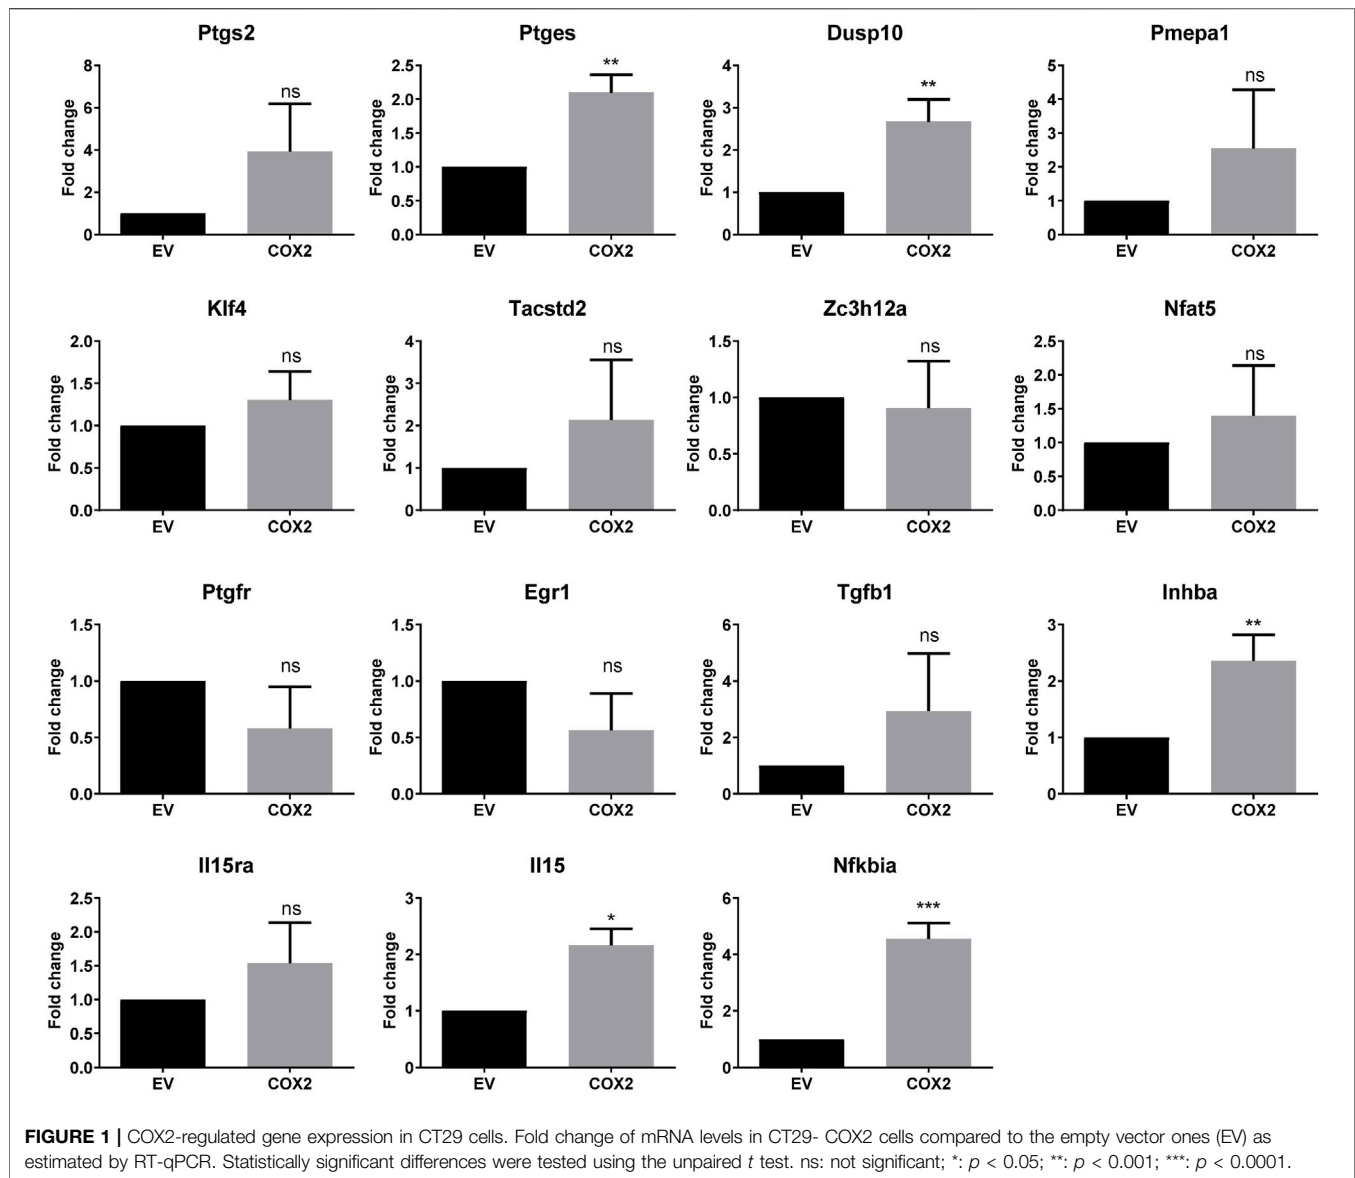 Ptgs2 Ptges Dusp10 Pmepa1
Fold change 8 6 4 2 0 ns EV COX2
Fold change 2.5 2.0 1.5 1.0 0.5 0.0 ** EV COX2
Fold change 4 3 2 1 0 ** EV COX2
Fold change 5 4 3 2 1 0 ns EV COX2
Klf4 Tacstd2 Zc3h12a Nfat5
Fold change 2.0 1.5 1.0 0.5 0.0 ns EV COX2
Fold change 4 3 2 1 0 ns EV COX2
Fold change 1.5 1.0 0.5 0.0 ns EV COX2
Fold change 2.5 2.0 1.5 1.0 0.5 0.0 ns EV COX2
Ptgfr Egr1 Tgfb1 Inhba
Fold change 1.5 1.0 0.5 0.0 ns EV COX2
Fold change 1.5 1.0 0.5 0.0 ns EV COX2
Fold change 6 4 2 0 ns EV COX2
Fold change 3 2 1 0 ** EV COX2
Il15ra Il15 Nfkbia
Fold change 2.5 2.0 1.5 1.0 0.5 0.0 ns EV COX2
Fold change 3 2 1 0 * EV COX2
Fold change 6 4 2 0 *** EV COX2
FIGURE 1 | COX2-regulated gene expression in CT29 cells. Fold change of mRNA levels in CT29- COX2 cells compared to the empty vector ones (EV) as
estimated by RT-qPCR. Statistically significant differences were tested using the unpaired t test. ns: not significant; *: p < 0.05; **: p < 0.001; ***: p < 0.0001.